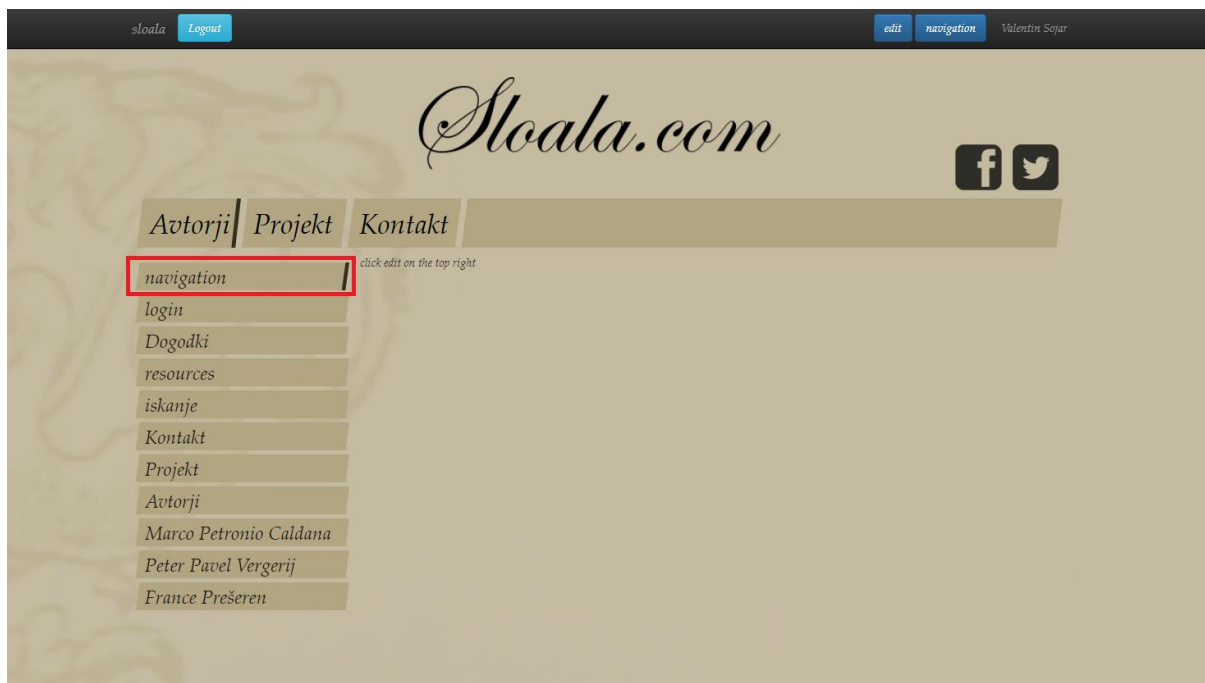 sloala Logout edit navigation Valentin Sojar
Sloala.com
Avtorji Projekt Kontakt
navigation
click edit on the top right
login
Dogodki
resources
iskanje
Kontakt
Projekt
Avtorji
Marco Petronio Caldana
Peter Pavel Vergerij
France Prešeren